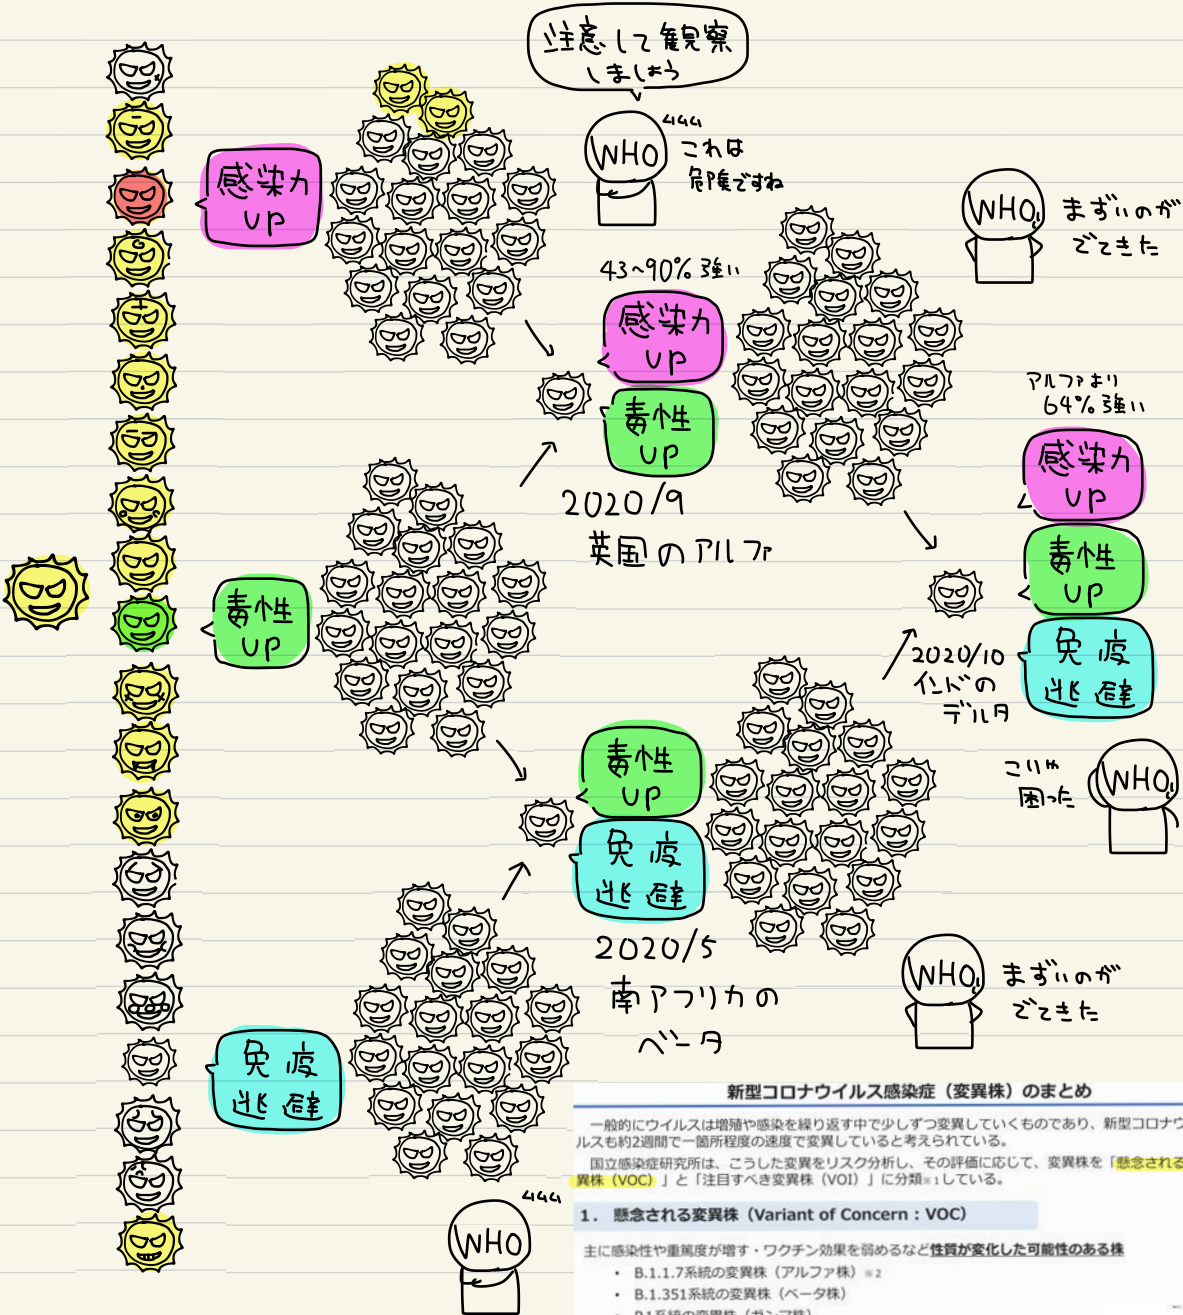 注意して観察
しましょう
WHO
これは
危険ですね
感染力
UP
WHO
まずいのが
でてきた
43~90% 強い
感染力
UP
毒性
UP
2020/9
英国のアルファ
アルファより
64% 強い
感染力
UP
毒性
UP
免疫
逃避
2020/10
インドの
デルタ
毒性
UP
こりゃ
困った
WHO
毒性
UP
免疫
逃避
2020/5
南アフリカの
ベータ
WHO
まずいのが
でてきた
免疫
逃避
WHO
新型コロナウイルス感染症(変異株)のまとめ
一般的にウイルスは増殖や感染を繰り返す中で少しずつ変異していくものであり、新型コロナウ
ルスも約2週間で一箇所程度の速度で変異していると考えられている。
国立感染症研究所は、こうした変異をリスク分析し、その評価に応じて、変異株を「懸念される
異株(VOC)」と「注目すべき変異株(VOI)」に分類※1している。
1. 懸念される変異株(Variant of Concern:VOC)
主に感染性や重篤度が増す・ワクチン効果を弱めるなど性質が変化した可能性のある株
• B.1.1.7系統の変異株(アルファ株)※2
• B.1.351系統の変異株(ベータ株)
• P.1系統の変異株(ガンマ株)